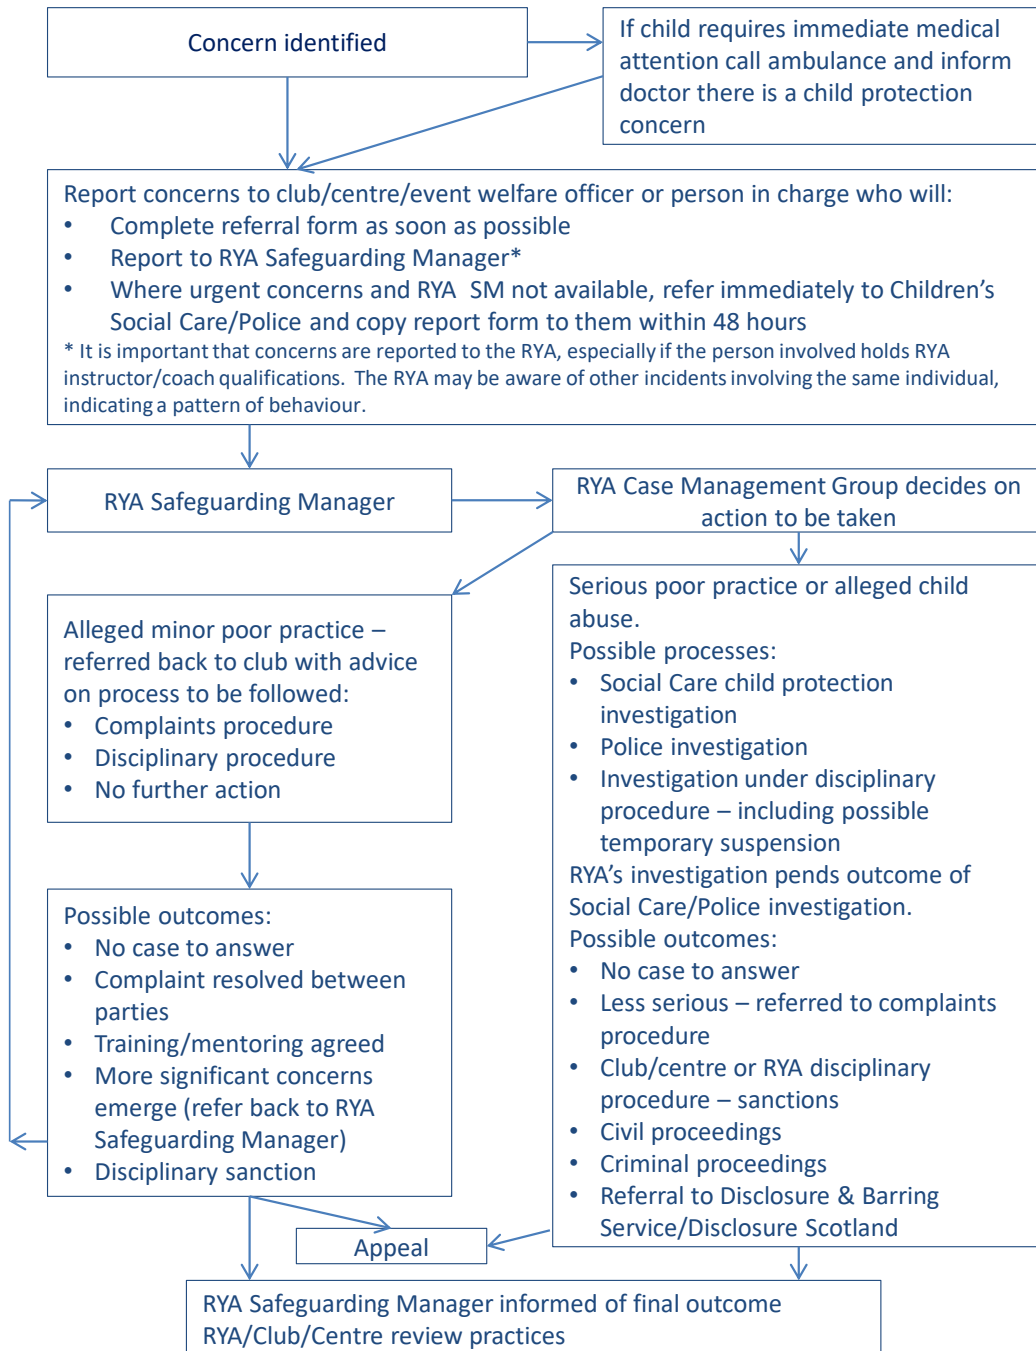 Concern identified
If child requires immediate medical
attention call ambulance and inform
doctor there is a child protection
concern
Report concerns to club/centre/event welfare officer or person in charge who will:
• Complete referral form as soon as possible
• Report to RYA Safeguarding Manager*
• Where urgent concerns and RYA SM not available, refer immediately to Children's
Social Care/Police and copy report form to them within 48 hours
* It is important that concerns are reported to the RYA, especially if the person involved holds RYA
instructor/coach qualifications. The RYA may be aware of other incidents involving the same individual,
indicating a pattern of behaviour.
RYA Safeguarding Manager
RYA Case Management Group decides on
action to be taken
Alleged minor poor practice –
referred back to club with advice
on process to be followed:
• Complaints procedure
• Disciplinary procedure
• No further action
Serious poor practice or alleged child
abuse.
Possible processes:
• Social Care child protection
investigation
• Police investigation
• Investigation under disciplinary
procedure – including possible
temporary suspension
RYA's investigation pends outcome of
Social Care/Police investigation.
Possible outcomes:
• No case to answer
• Less serious – referred to complaints
procedure
• Club/centre or RYA disciplinary
procedure – sanctions
• Civil proceedings
• Criminal proceedings
• Referral to Disclosure & Barring
Service/Disclosure Scotland
Possible outcomes:
• No case to answer
• Complaint resolved between
parties
• Training/mentoring agreed
• More significant concerns
emerge (refer back to RYA
Safeguarding Manager)
• Disciplinary sanction
Appeal
RYA Safeguarding Manager informed of final outcome
RYA/Club/Centre review practices